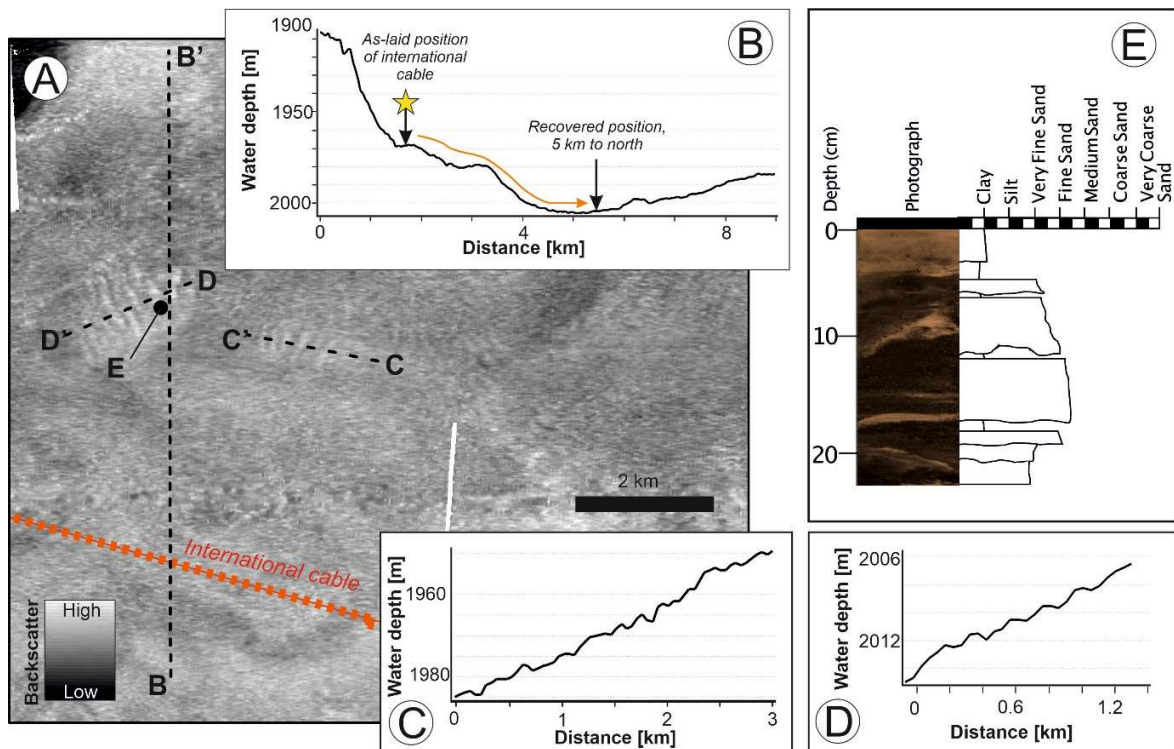 A
B'
D
D'
E
C'
C
2 km
International cable
B
High
Low
Backscatter
B
1900
1950
2000
Water depth [m]
As-laid position
of international
cable
Recovered position,
5 km to north
0
2
4
6
8
Distance [km]
E
Depth (cm)
Photograph
Clay
Silt
Very Fine Sand
Fine Sand
Medium Sand
Coarse Sand
Very Coarse
Sand
0
10
20
1960
1980
Water depth [m]
0
1
2
3
Distance [km]
C
2006
2012
Water depth [m]
0
0.6
1.2
Distance [km]
D